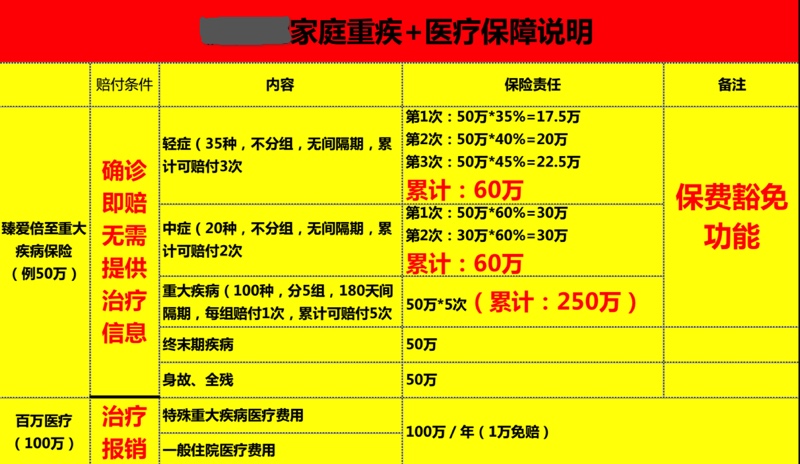 家庭重疾+医疗保障说明
赔付条件
内容
保险责任
备注
臻爱倍至重大
疾病保险
（例50万）
确诊
即赔
无需
提供
治疗
信息
轻症（35种，不分组，无间隔期，累
计可赔付3次
第1次：50万*35%=17.5万
第2次：50万*40%=20万
第3次：50万*45%=22.5万
累计：60万
保费豁免
功能
中症（20种，不分组，无间隔期，累
计可赔付2次
第1次：50万*60%=30万
第2次：30万*60%=30万
累计：60万
重大疾病（100种，分5组，180天间
隔期，每组赔付1次，累计可赔付5次
50万*5次（累计：250万）
终末期疾病
50万
身故、全残
50万
百万医疗
（100万）
治疗
报销
特殊重大疾病医疗费用
一般住院医疗费用
100万／年（1万免赔）